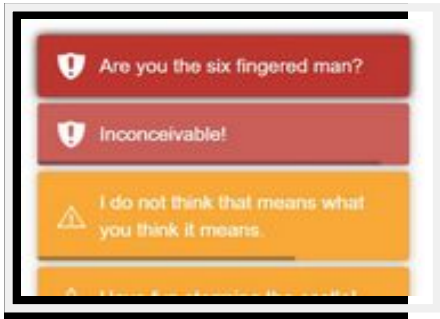 Are you the six fingered man?
Inconceivable!
I do not think that means what
you think it means.